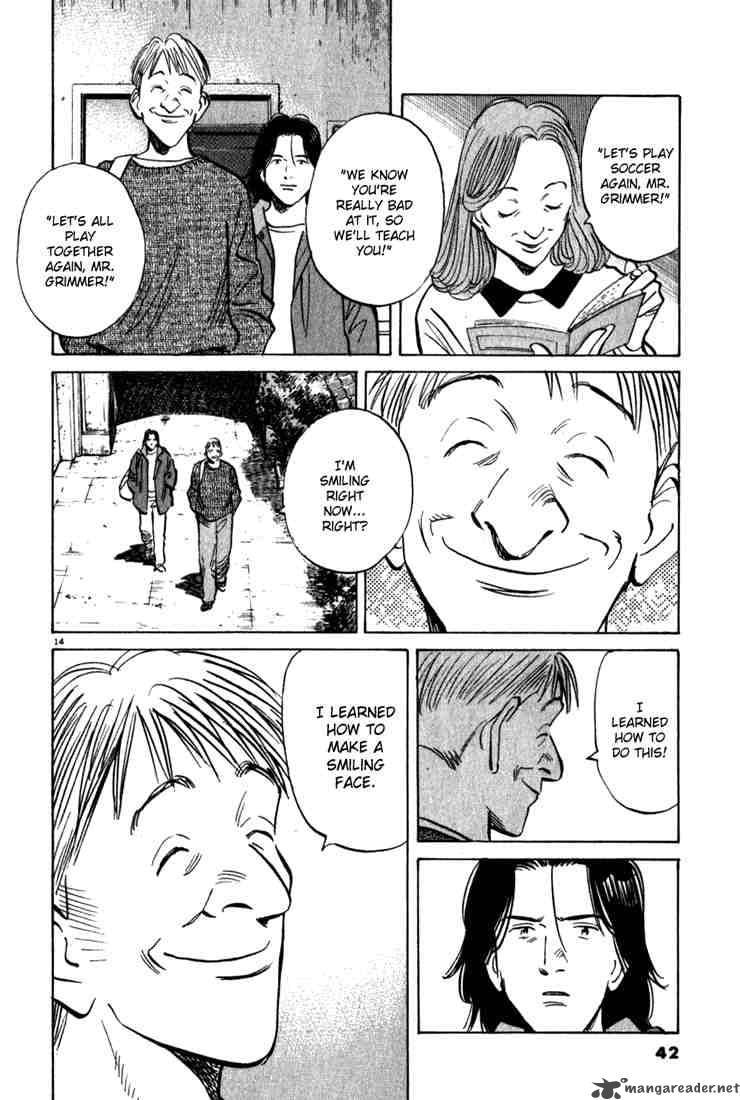 "LET'S PLAY
SOCCER
AGAIN, MR.
GRIMMER!"
"WE KNOW
YOU'RE
REALLY BAD
AT IT, SO
WE'LL TEACH
YOU!"
"LET'S ALL
PLAY
TOGETHER
AGAIN, MR.
GRIMMER!"
I'M
SMILING
RIGHT
NOW...
RIGHT?
14
I
LEARNED
HOW TO
DO THIS!
I LEARNED
HOW TO
MAKE A
SMILING
FACE.
42
mangareader.net